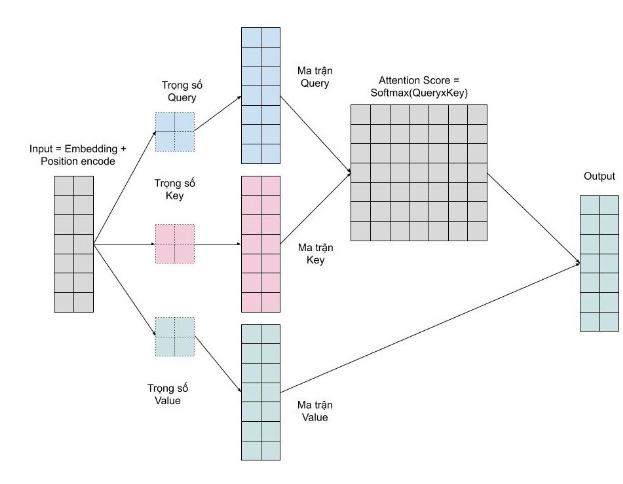 Input = Embedding +
Position encode
Trọng số
Query
Trọng số
Key
Trọng số
Value
Ma trận
Query
Ma trận
Key
Ma trận
Value
Attention Score =
Softmax(QueryxKey)
Output